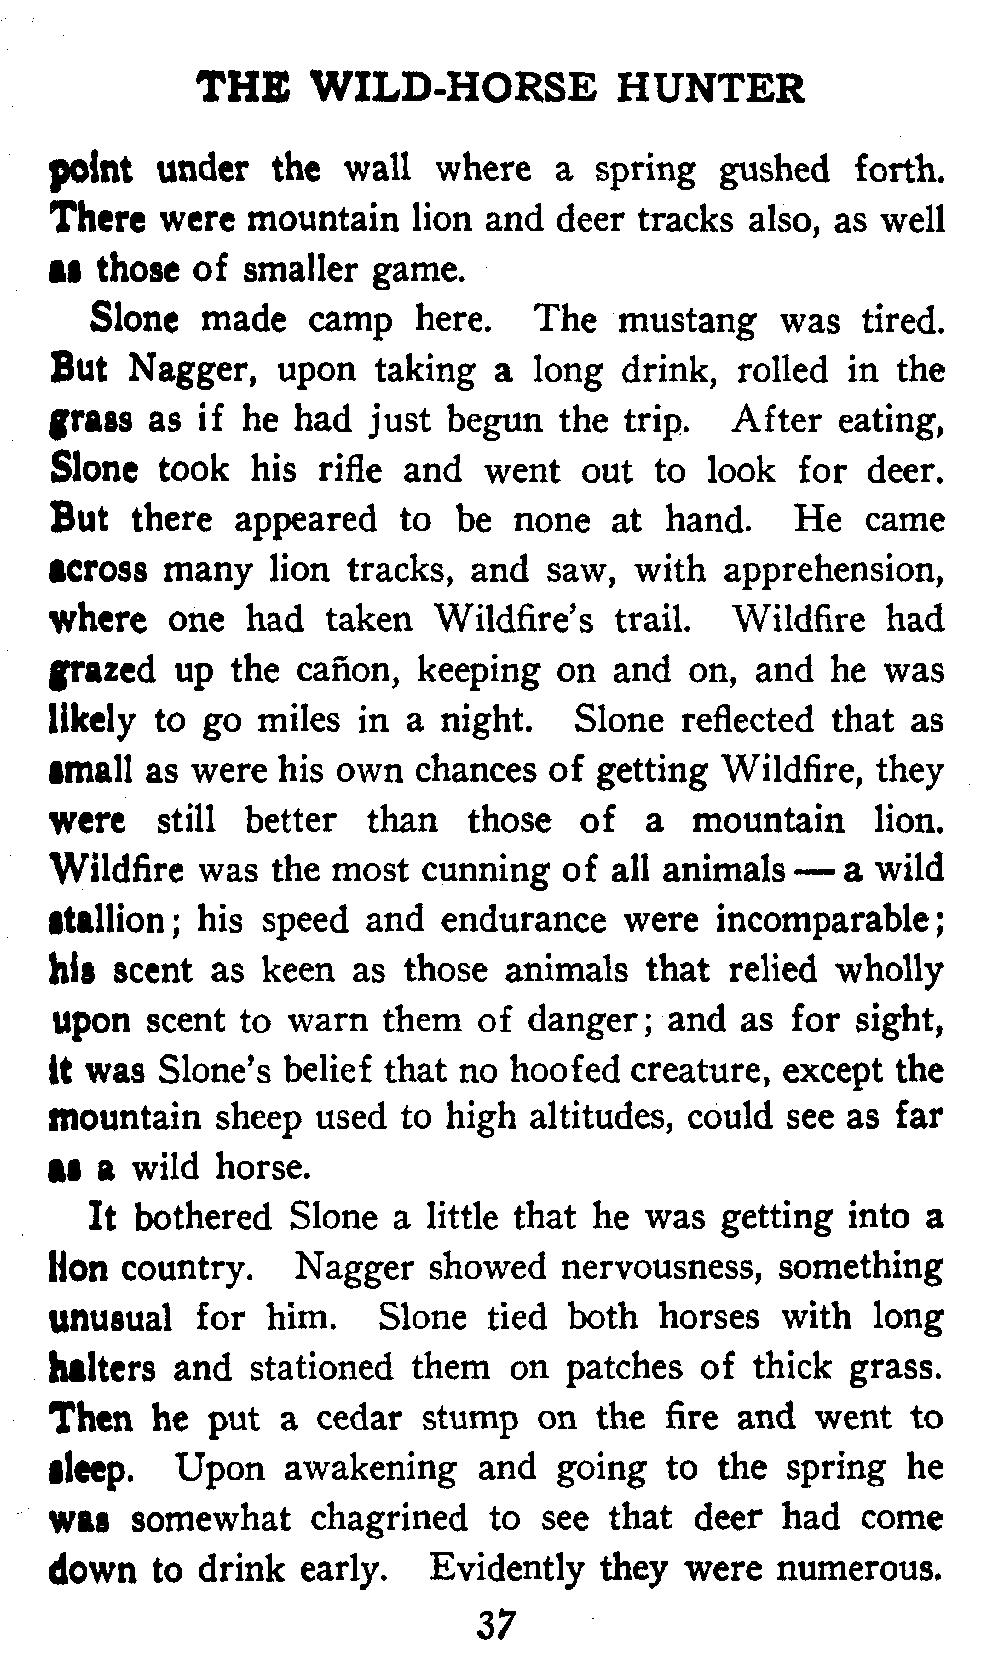 THE WILD-HORSE HUNTER
point under the wall where a spring gushed forth.
There were mountain lion and deer tracks also, as well
as those of smaller game.
Slone made camp here. The mustang was tired.
But Nagger, upon taking a long drink, rolled in the
grass as if he had just begun the trip. After eating,
Slone took his rifle and went out to look for deer.
But there appeared to be none at hand. He came
across many lion tracks, and saw, with apprehension,
where one had taken Wildfire's trail. Wildfire had
grazed up the cañon, keeping on and on, and he was
likely to go miles in a night. Slone reflected that as
small as were his own chances of getting Wildfire, they
were still better than those of a mountain lion.
Wildfire was the most cunning of all animals — a wild
stallion; his speed and endurance were incomparable;
his scent as keen as those animals that relied wholly
upon scent to warn them of danger; and as for sight,
it was Slone's belief that no hoofed creature, except the
mountain sheep used to high altitudes, could see as far
as a wild horse.
It bothered Slone a little that he was getting into a
lion country. Nagger showed nervousness, something
unusual for him. Slone tied both horses with long
halters and stationed them on patches of thick grass.
Then he put a cedar stump on the fire and went to
sleep. Upon awakening and going to the spring he
was somewhat chagrined to see that deer had come
down to drink early. Evidently they were numerous.
37